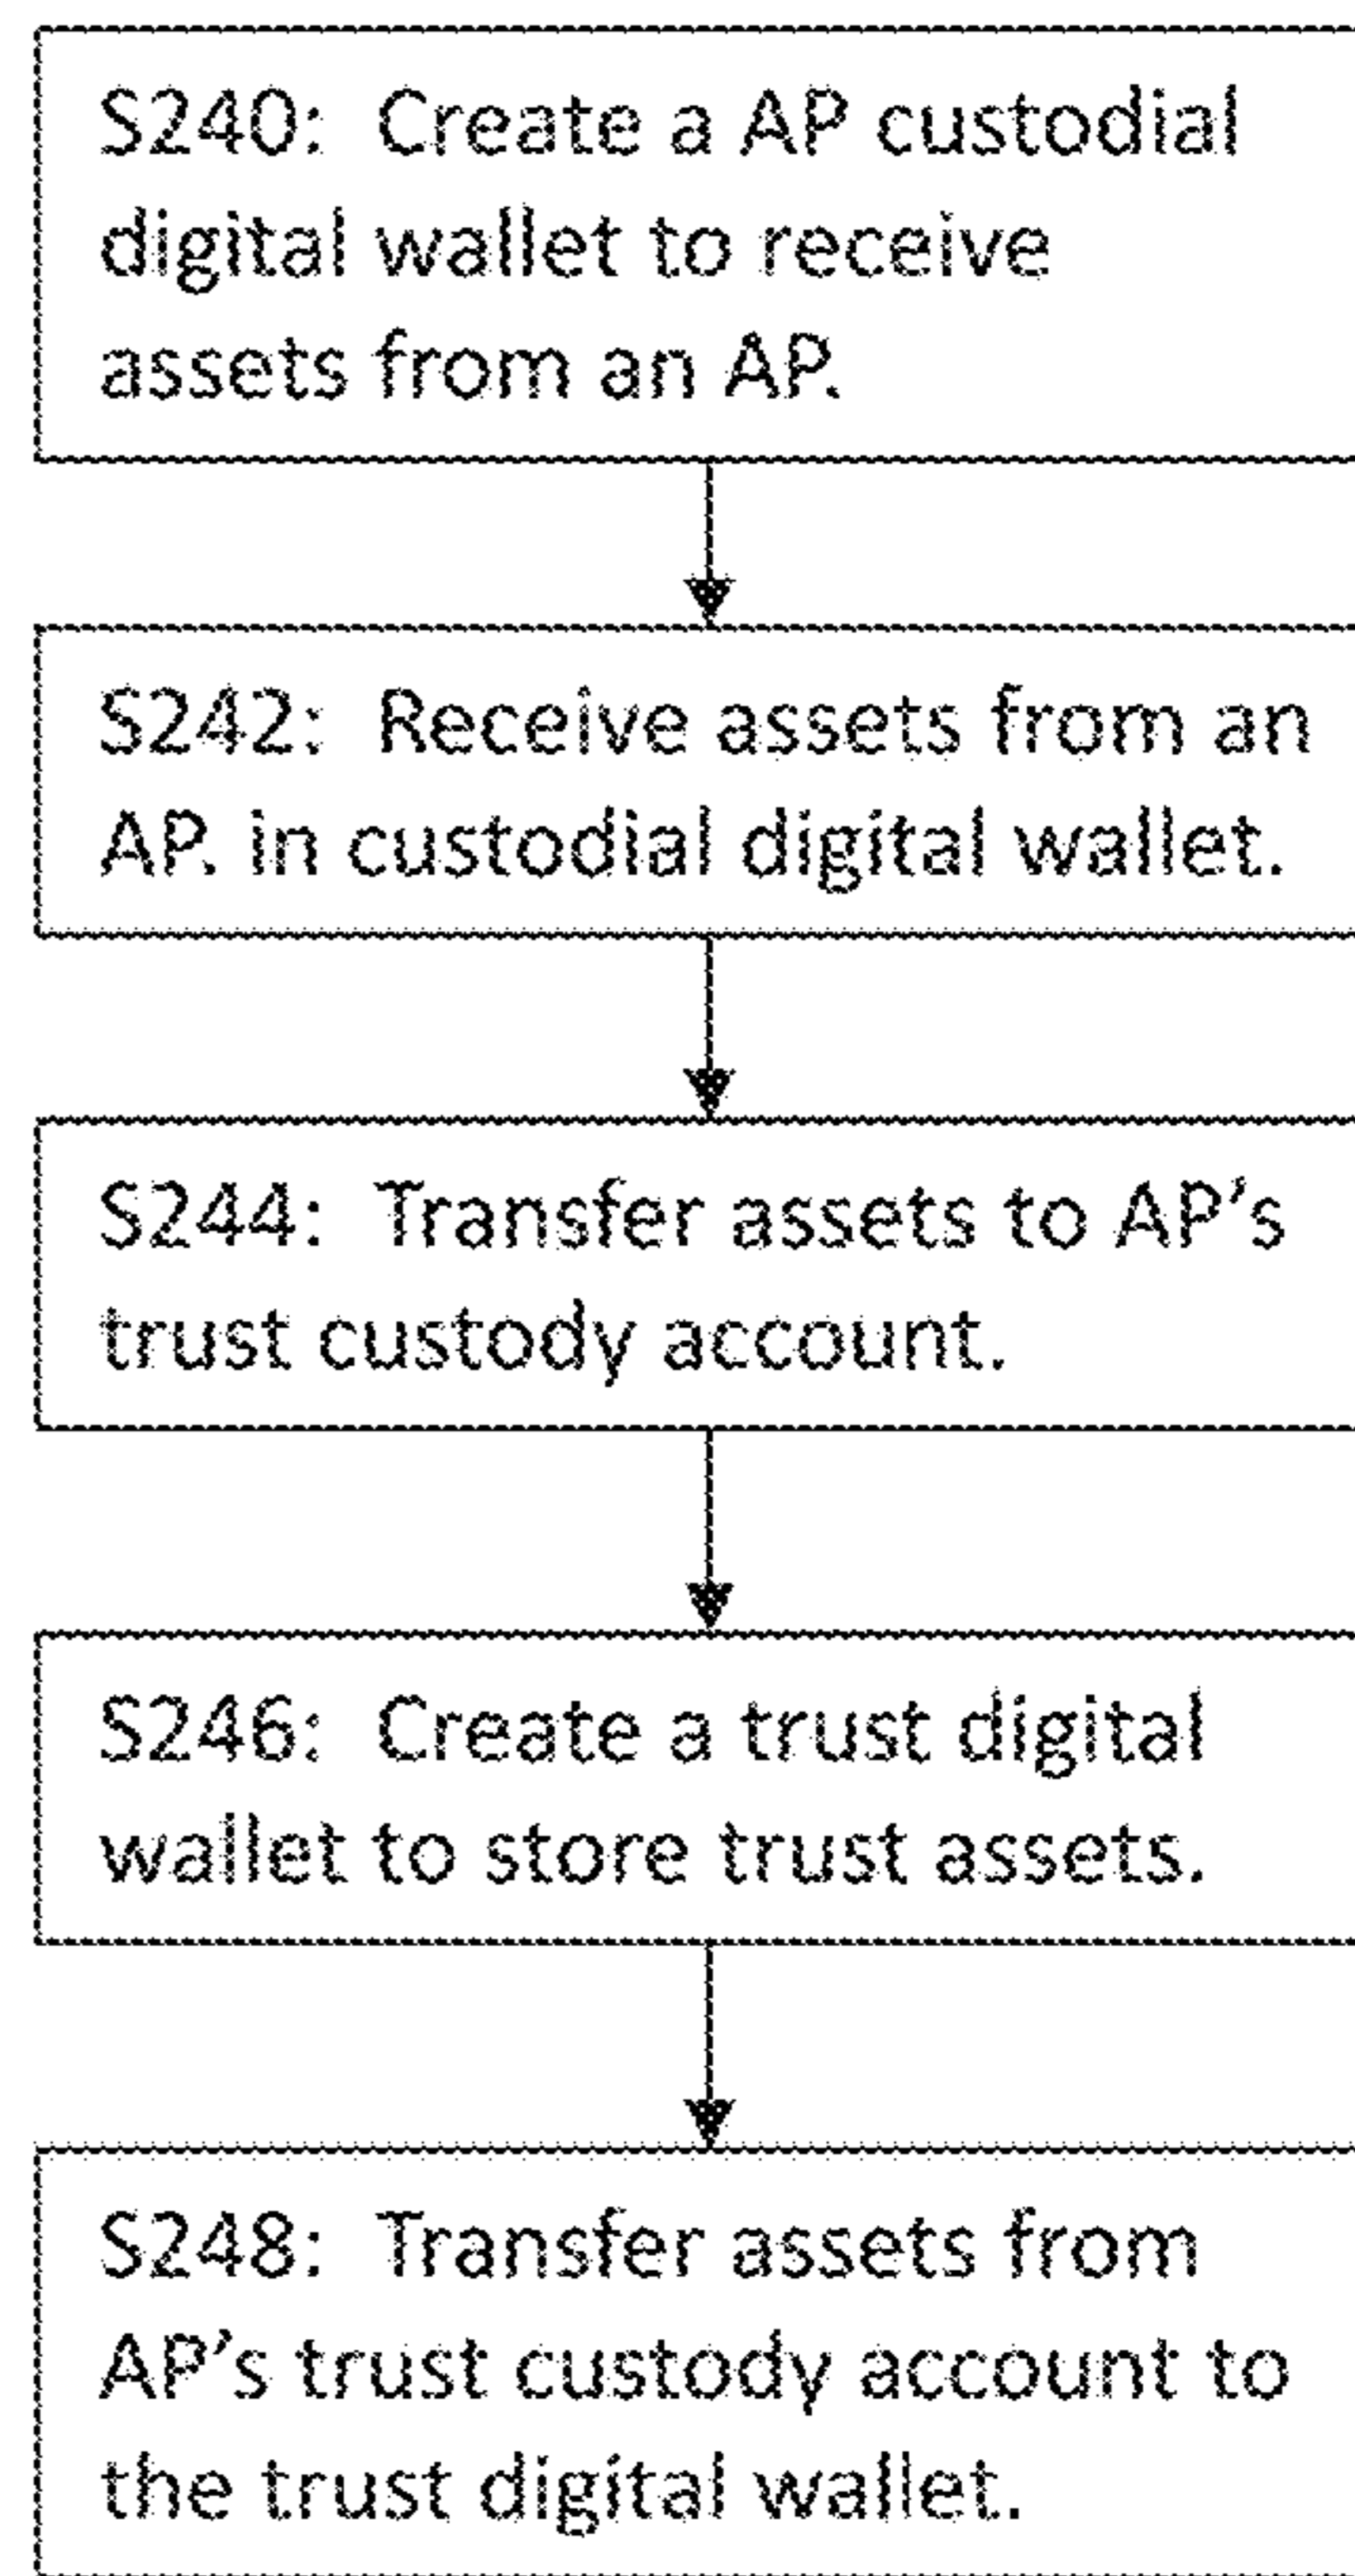 S240: Create a AP custodial
digital wallet to receive
assets from an AP.
S242: Receive assets from an
AP. in custodial digital wallet.
S244: Transfer assets to AP's
trust custody account.
S246: Create a trust digital
wallet to store trust assets.
S248: Transfer assets from
AP's trust custody account to
the trust digital wallet.